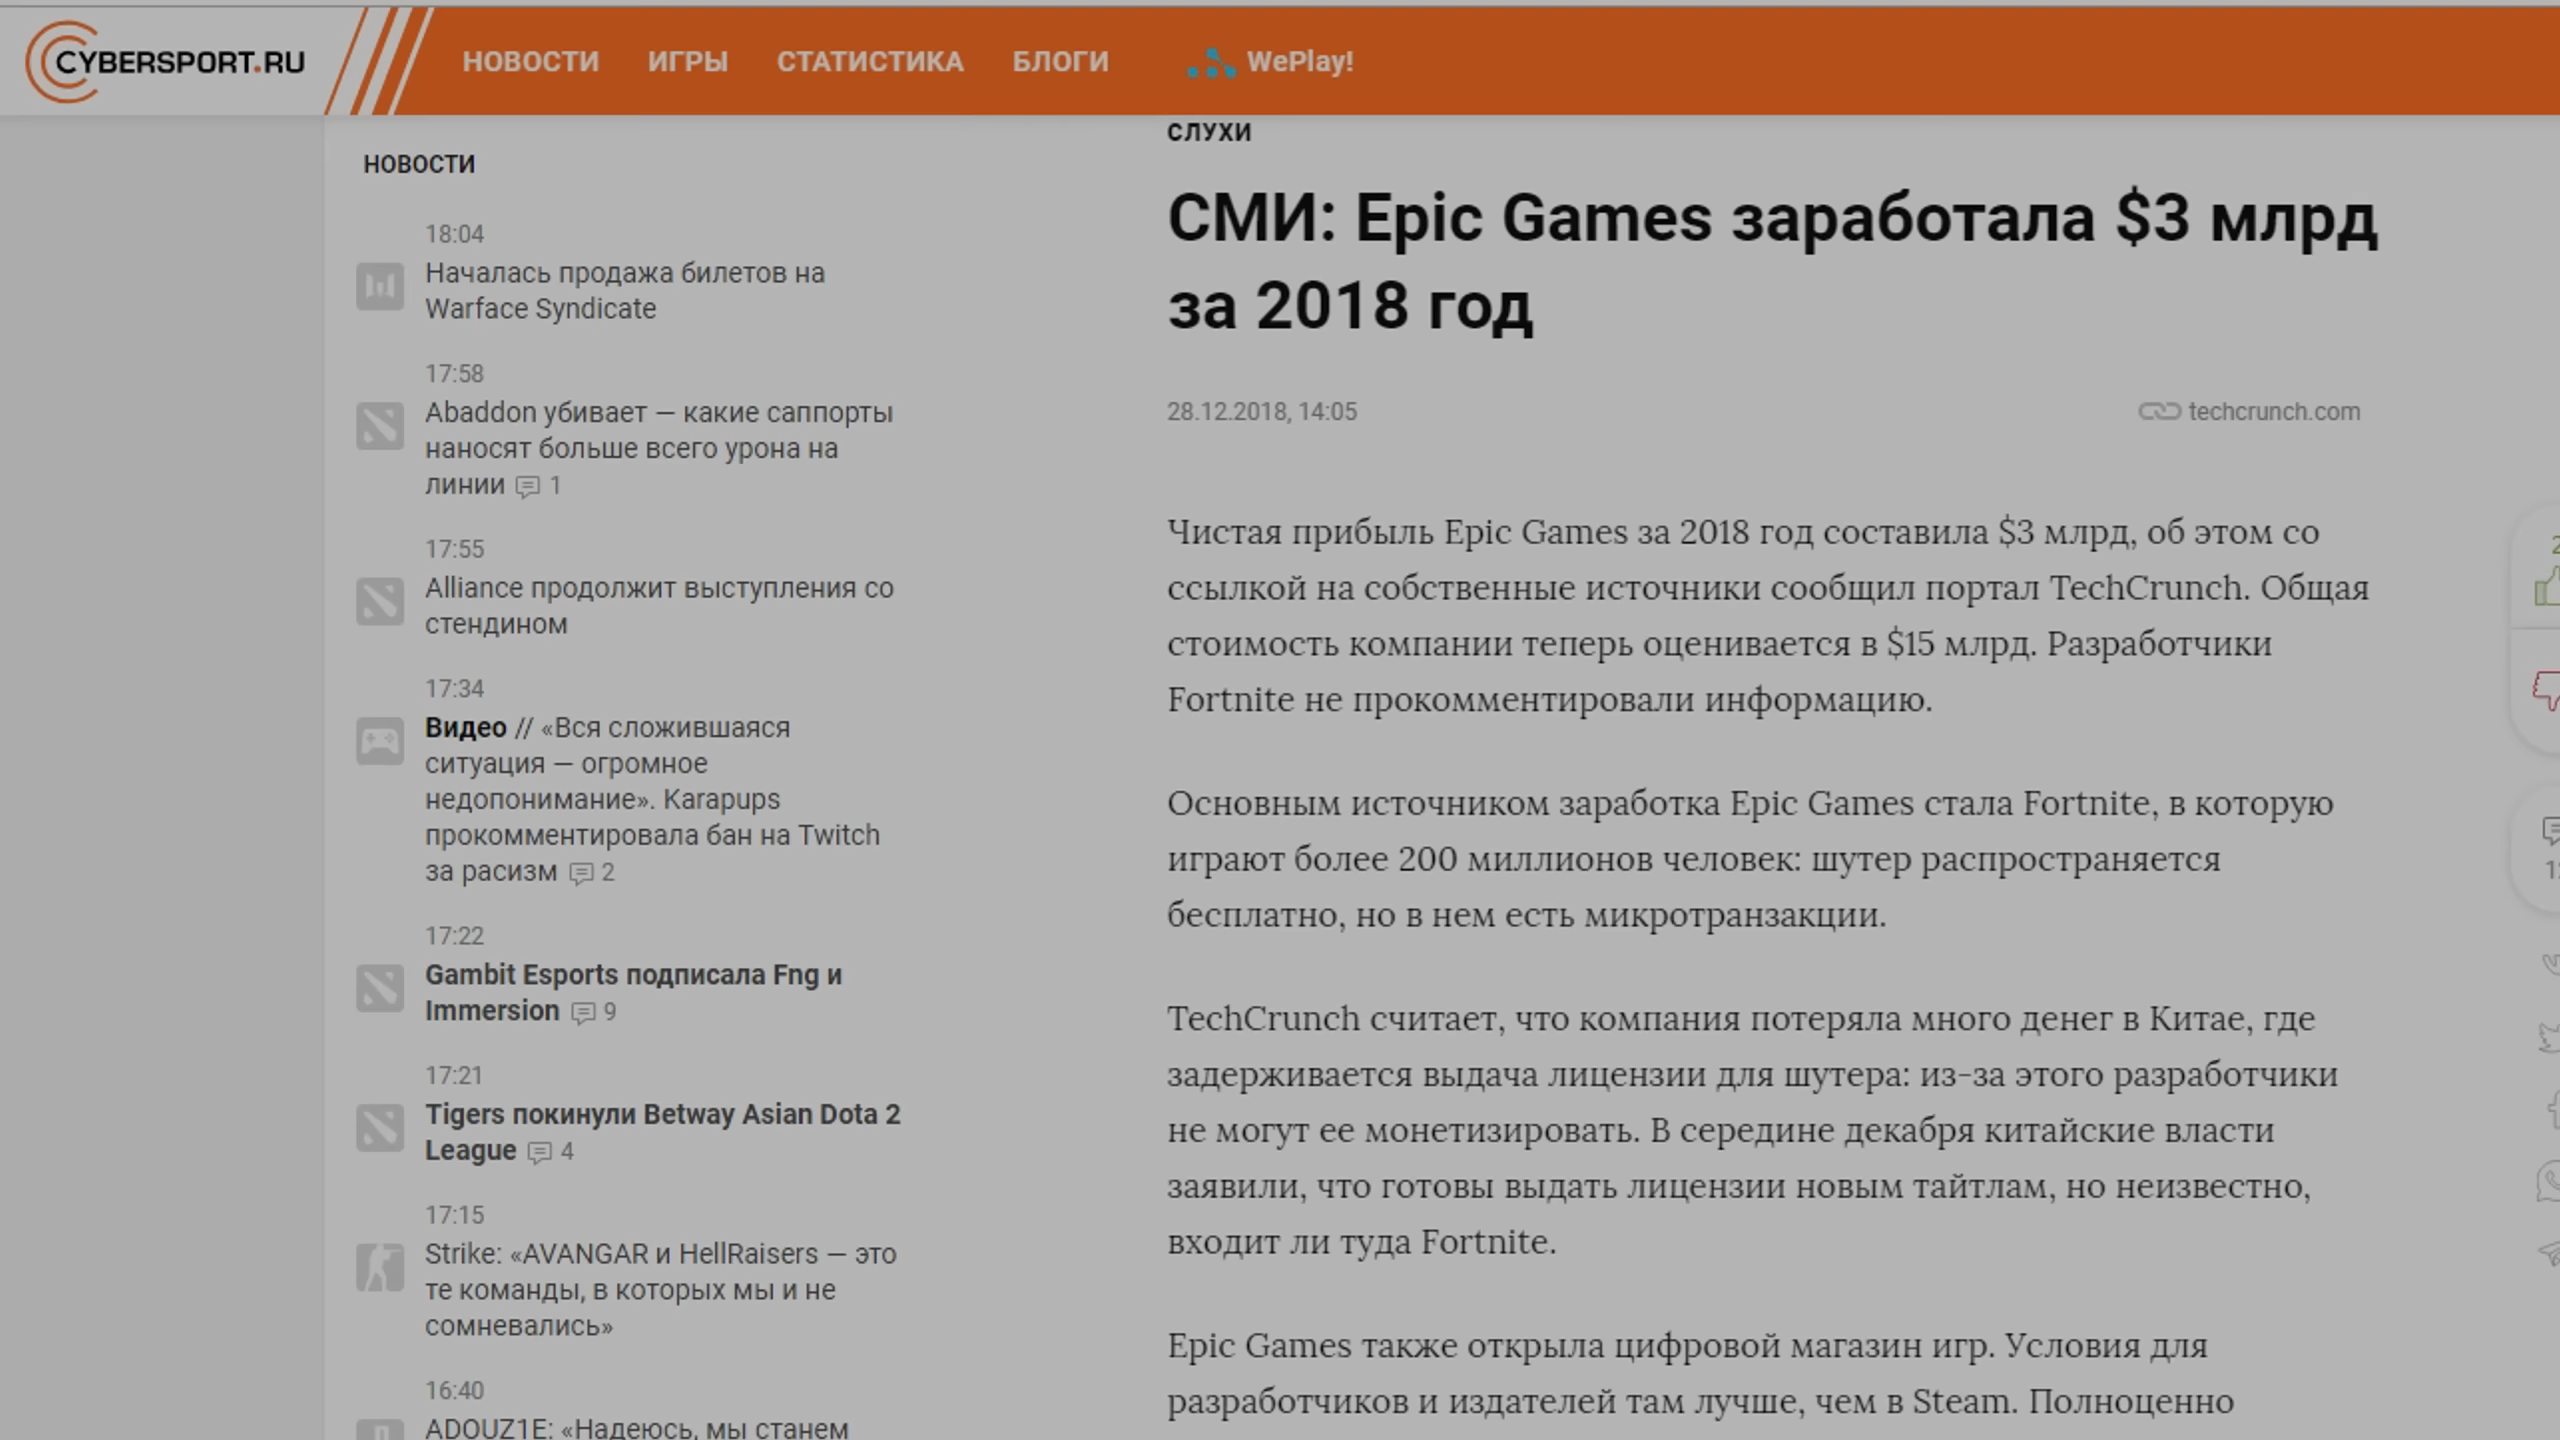 CYBERSPORT.RU
НОВОСТИ ИГРЫ СТАТИСТИКА БЛОГИ WePlay!
НОВОСТИ
18:04
Началась продажа билетов на
Warface Syndicate
17:58
Abaddon убивает — какие саппорты
наносят больше всего урона на
линии 1
17:55
Alliance продолжит выступления со
стендином
17:34
Видео // «Вся сложившаяся
ситуация — огромное
недопонимание». Karapups
прокомментировала бан на Twitch
за расизм 2
17:22
Gambit Esports подписала Fng и
Immersion 9
17:21
Tigers покинули Betway Asian Dota 2
League 4
17:15
Strike: «AVANGAR и HellRaisers — это
те команды, в которых мы и не
сомневались»
16:40
ADOUZ1E: «Надеюсь, мы станем
СЛУХИ
СМИ: Epic Games заработала $3 млрд
за 2018 год
28.12.2018, 14:05
techcrunch.com
Чистая прибыль Epic Games за 2018 год составила $3 млрд, об этом со
ссылкой на собственные источники сообщил портал TechCrunch. Общая
стоимость компании теперь оценивается в $15 млрд. Разработчики
Fortnite не прокомментировали информацию.
Основным источником заработка Epic Games стала Fortnite, в которую
играют более 200 миллионов человек: шутер распространяется
бесплатно, но в нем есть микротранзакции.
TechCrunch считает, что компания потеряла много денег в Китае, где
задерживается выдача лицензии для шутера: из-за этого разработчики
не могут ее монетизировать. В середине декабря китайские власти
заявили, что готовы выдать лицензии новым тайтлам, но неизвестно,
входит ли туда Fortnite.
Epic Games также открыла цифровой магазин игр. Условия для
разработчиков и издателей там лучше, чем в Steam. Полноценно